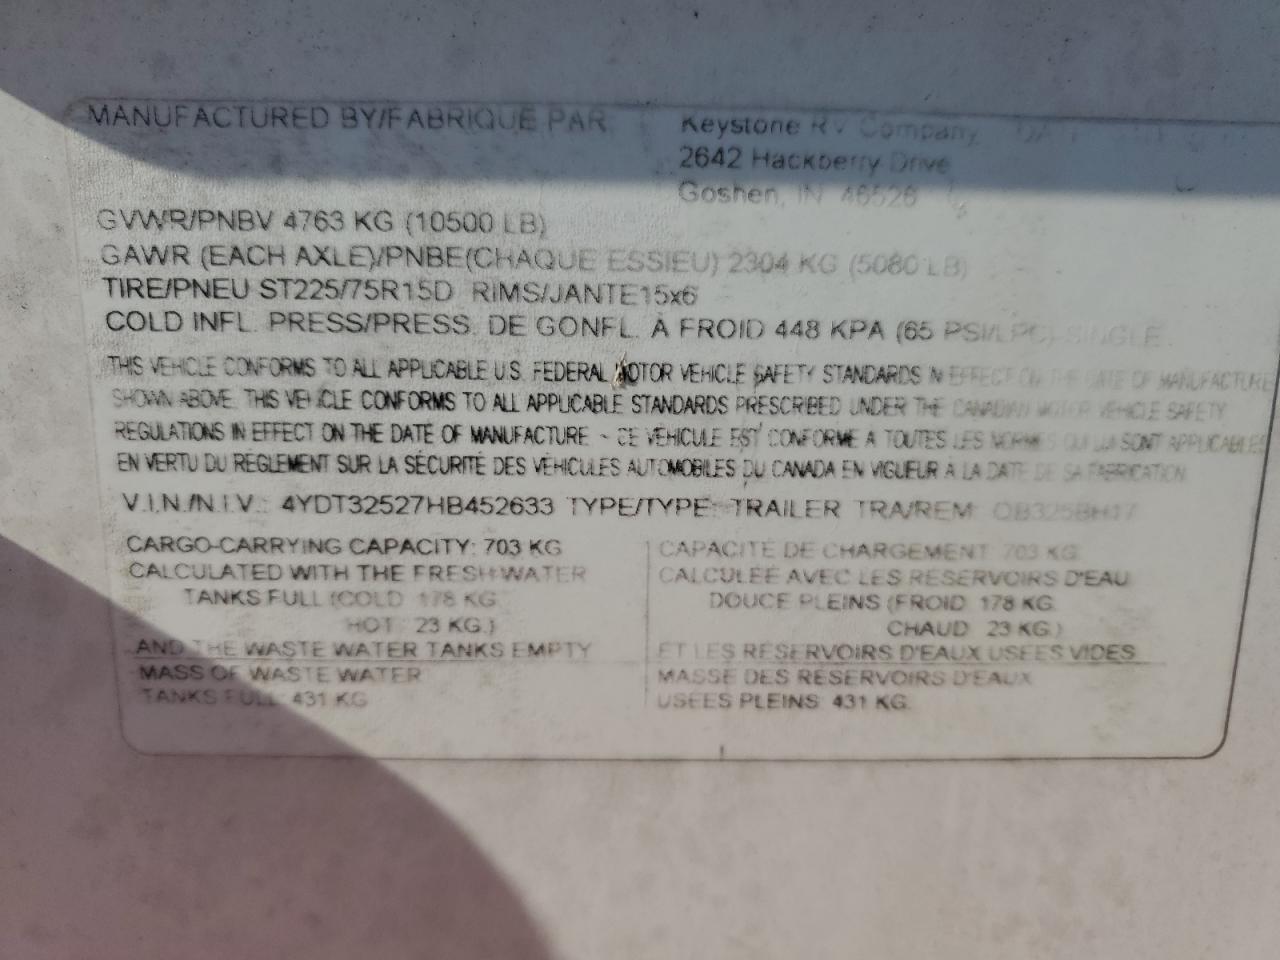 MANUFACTURED BY/FABRIQUE PAR Keystone RV Company
2642 Hackberry Drive
Goshen, IN 46526
GVWR/PNBV 4763 KG (10500 LB)
GAWR (EACH AXLE)/PNBE(CHAQUE ESSIEU) 2304 KG (5080 LB)
TIRE/PNEU ST225/75R15D RIMS/JANTE15x6
COLD INFL. PRESS/PRESS. DE GONFL. À FROID 448 KPA (65 PSI/LPC) SINGLE
THIS VEHICLE CONFORMS TO ALL APPLICABLE U.S. FEDERAL MOTOR VEHICLE SAFETY STANDARDS IN EFFECT ON THE DATE OF MANUFACTURE
SHOWN ABOVE. THIS VEHICLE CONFORMS TO ALL APPLICABLE STANDARDS PRESCRIBED UNDER THE CANADIAN MOTOR VEHICLE SAFETY
REGULATIONS IN EFFECT ON THE DATE OF MANUFACTURE - CE VÉHICULE EST CONFORME A TOUTES LES NORMES QUI LUI SONT APPLICABLES
EN VERTU DU RÉGLEMENT SUR LA SÉCURITÉ DES VÉHICULES AUTOMOBILES DU CANADA EN VIGUEUR À LA DATE DE SA FABRICATION
V.I.N./N.I.V.: 4YDT32527HB452633 TYPE/TYPE: TRAILER TRA/REM:
CARGO-CARRYING CAPACITY: 703 KG
CALCULATED WITH THE FRESH WATER
TANKS FULL (COLD 178 KG
HOT 23 KG.)
AND THE WASTE WATER TANKS EMPTY
MASS OF WASTE WATER
TANKS FULL 431 KG
CAPACITÉ DE CHARGEMENT 703 KG
CALCULÉE AVEC LES RÉSERVOIRS D'EAU
DOUCE PLEINS (FROID 178 KG
CHAUD 23 KG.)
ET LES RÉSERVOIRS D'EAUX USÉES VIDES
MASSE DES RÉSERVOIRS D'EAUX
USÉES PLEINS 431 KG.